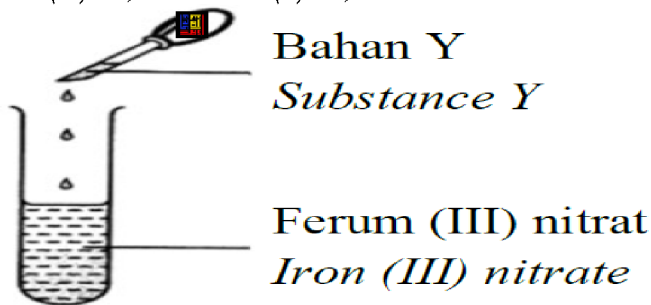 Bahan Y
Substance Y
Ferum (III) nitrat
Iron (III) nitrate